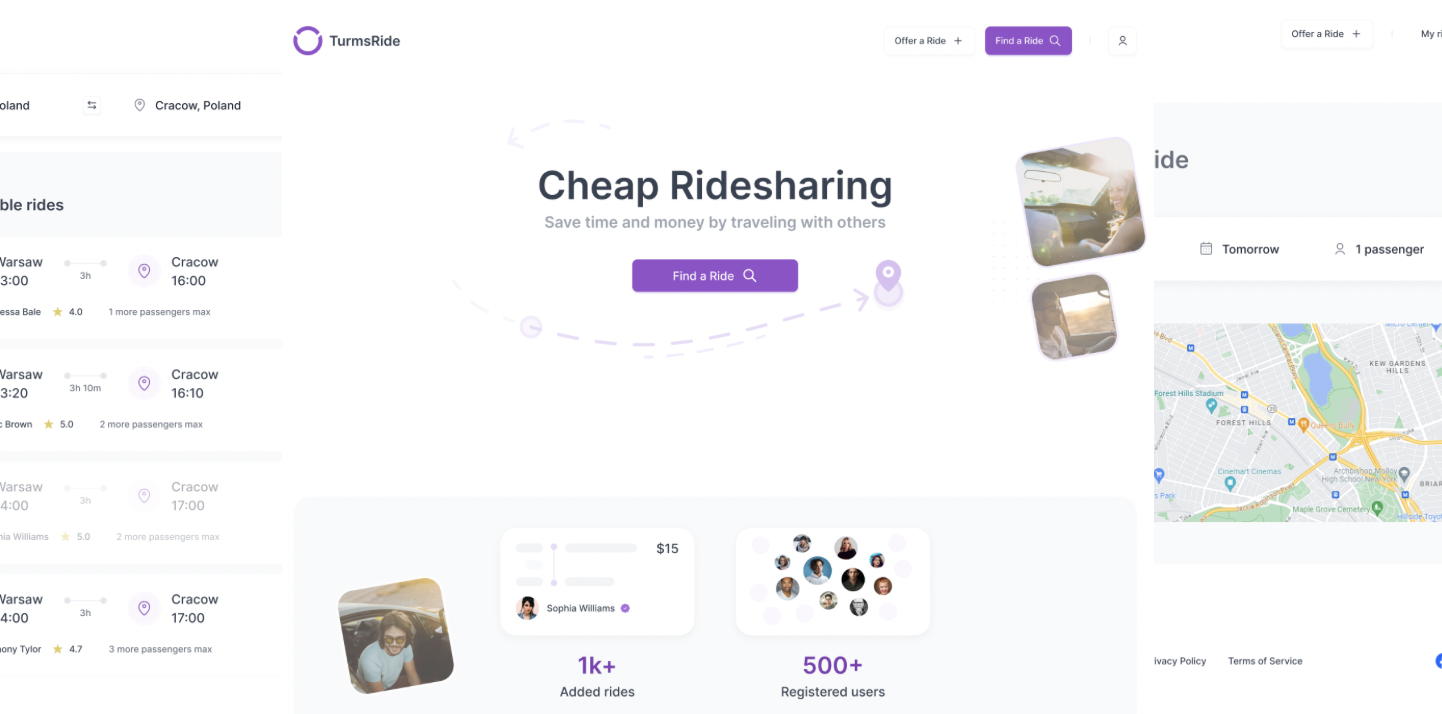 oland
Cracow, Poland
ble rides
Warsaw
Cracow
3:00
3h
16:00
essa Bale
4.0
1 more passengers max
Warsaw
Cracow
3:20
3h 10m
16:10
c Brown
5.0
2 more passengers max
Warsaw
Cracow
4:00
3h
17:00
nia Williams
5.0
2 more passengers max
Warsaw
Cracow
4:00
3h
17:00
ony Tylor
4.7
3 more passengers max
TurmsRide
Offer a Ride
Find a Ride
Cheap Ridesharing
Save time and money by traveling with others
Find a Ride
$15
Sophia Williams
1k+
Added rides
500+
Registered users
Offer a Ride
My ri
ide
Tomorrow
1 passenger
KEW GARDENS
HILLS
Forest Hills Stadium
FOREST HILLS
Queens Bully
Cinemart Cinemas
Archbishop Molloy
High School New York
BRIAR
s Park
Maple Grove Cemetery
Hillside Toyot
ivacy Policy
Terms of Service